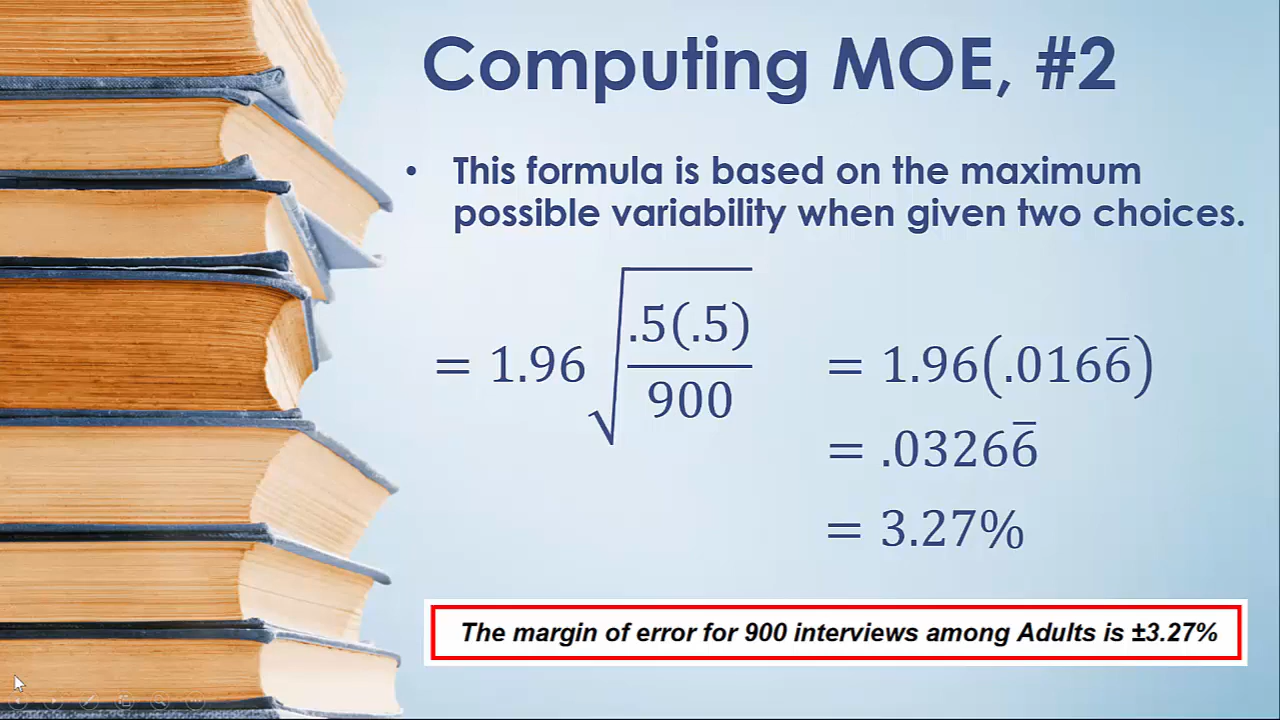 Computing MOE, #2
• This formula is based on the maximum
possible variability when given two choices.
= 1.96 √(.5(.5)/900) = 1.96(.0166̅)
= .03266̅
= 3.27%
The margin of error for 900 interviews among Adults is ±3.27%